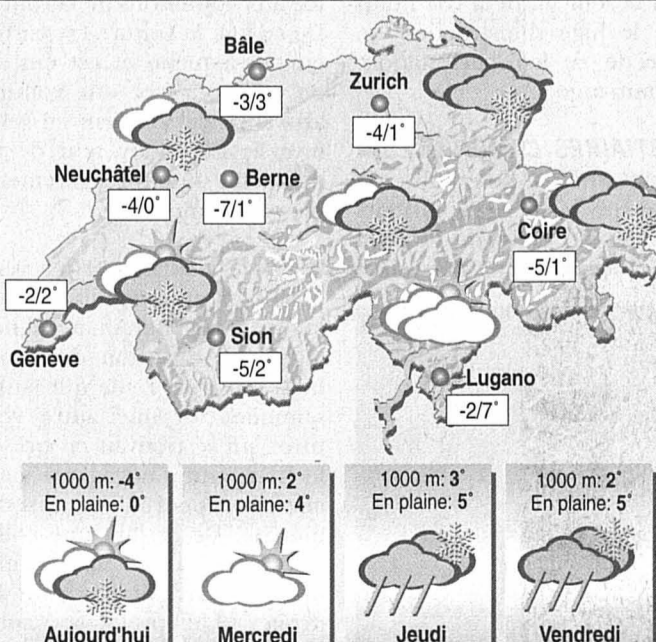 Bâle
-3/3°
Zurich
-4/1°
Neuchâtel
-4/0°
Berne
-7/1°
Coire
-5/1°
-2/2°
Genève
Sion
-5/2°
Lugano
-2/7°
1000 m: -4°
En plaine: 0°
Aujourd'hui
1000 m: 2°
En plaine: 4°
Mercredi
1000 m: 3°
En plaine: 5°
Jeudi
1000 m: 2°
En plaine: 5°
Vendredi